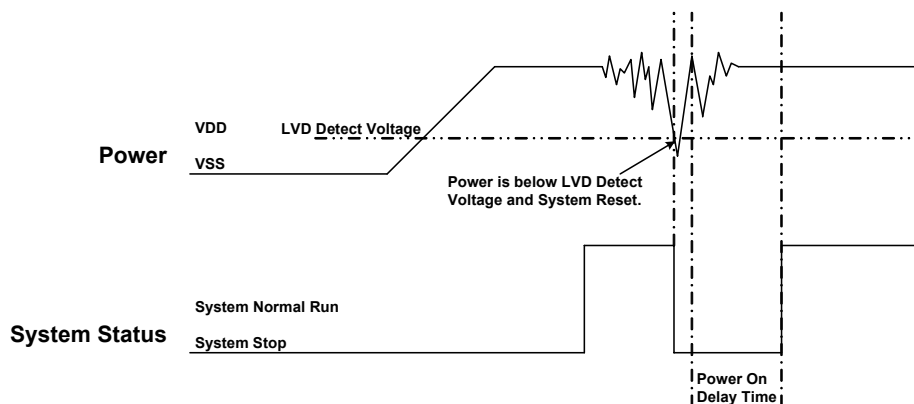 VDD
LVD Detect Voltage
Power
VSS
Power is below LVD Detect
Voltage and System Reset.
System Normal Run
System Status
System Stop
Power On
Delay Time